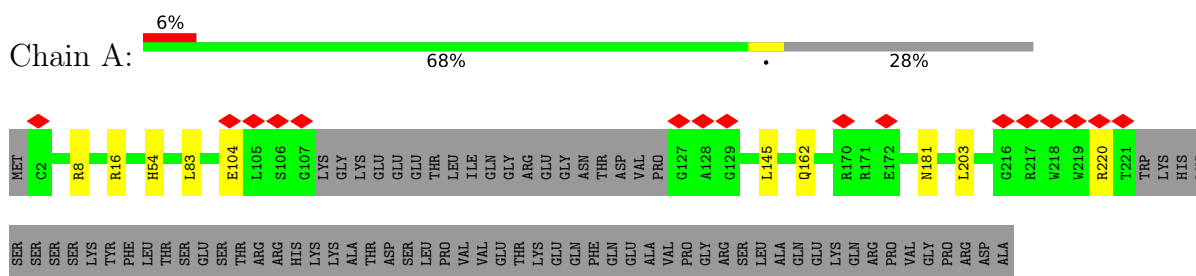 6%
Chain A:
68% • 28%
MET C2 R8 R16 H54 L83 E104 L105 S106 G107 LYS GLY LYS GLU GLU GLU THR LEU ILE GLN GLY ARG GLU GLY ASN THR THR ASP VAL PRO G127 A128 G129 L145 Q162 R170 R171 E172 N181 L203 G216 R217 W218 W219 R220 T221 TRP LYS HIS
SER SER SER SER LYS TYR PHE LEU THR SER GLU SER THR ARG ARG HIS LYS LYS ALA THR ASP SER LEU PRO VAL VAL GLU THR LYS GLU GLN PHE GLN GLU ALA VAL PRO GLY ARG SER LEU ALA GLN GLU LYS GLN ARG PRO VAL GLY PRO ARG ASP ALA